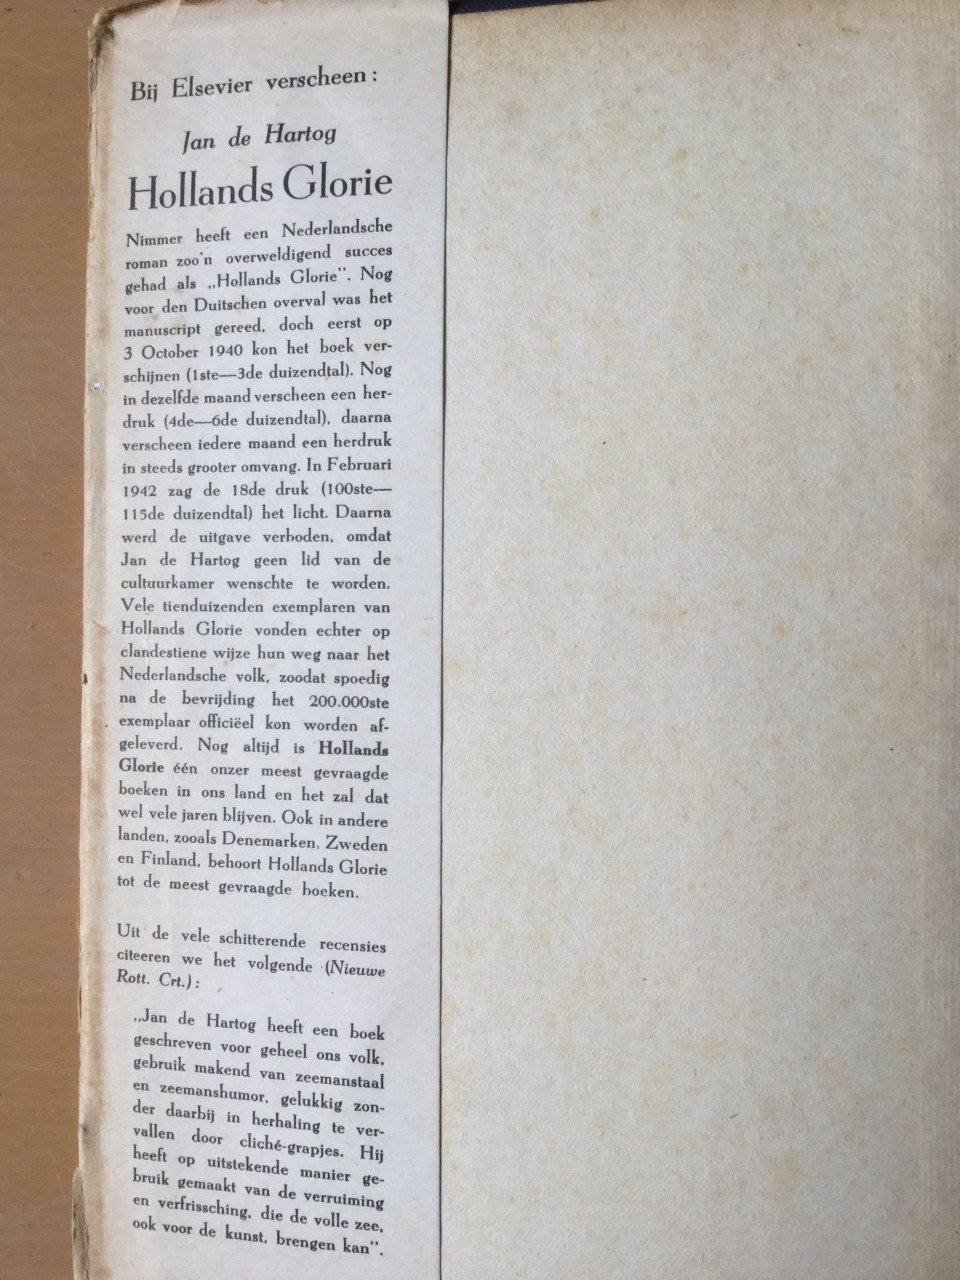 Bij Elsevier verscheen :
Jan de Hartog
Hollands Glorie
Nimmer heeft een Nederlandsche
roman zoo'n overweldigend succes
gehad als „Hollands Glorie”. Nog
voor den Duitschen overval was het
manuscript gereed, doch eerst op
3 October 1940 kon het boek ver-
schijnen (1ste—3de duizendtal). Nog
in dezelfde maand verscheen een her-
druk (4de—6de duizendtal), daarna
verscheen iedere maand een herdruk
in steeds grooter omvang. In Februari
1942 zag de 18de druk (100ste—
115de duizendtal) het licht. Daarna
werd de uitgave verboden, omdat
Jan de Hartog geen lid van de
cultuurkamer wenschte te worden.
Vele tienduizenden exemplaren van
Hollands Glorie vonden echter op
clandestiene wijze hun weg naar het
Nederlandsche volk, zoodat spoedig
na de bevrijding het 200.000ste
exemplaar officiëel kon worden af-
geleverd. Nog altijd is Hollands
Glorie één onzer meest gevraagde
boeken in ons land en het zal dat
wel vele jaren blijven. Ook in andere
landen, zooals Denemarken, Zweden
en Finland, behoort Hollands Glorie
tot de meest gevraagde boeken.
Uit de vele schitterende recensies
citeeren we het volgende (Nieuwe
Rott. Crt.) :
„Jan de Hartog heeft een boek
geschreven voor geheel ons volk,
gebruik makend van zeemanstaal
en zeemanshumor, gelukkig zon-
der daarbij in herhaling te ver-
vallen door cliché-grapjes. Hij
heeft op uitstekende manier ge-
bruik gemaakt van de verruiming
en verfrissching, die de volle zee,
ook voor de kunst, brengen kan”.